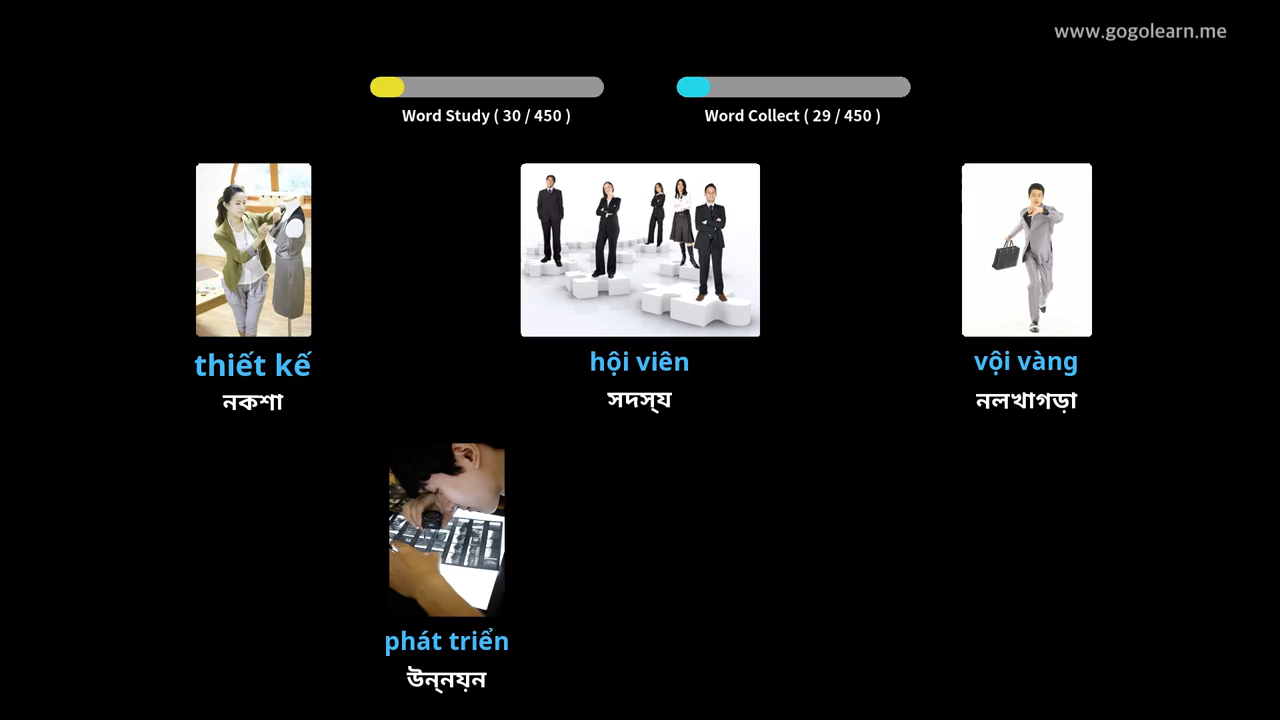 www.gogolearn.me
Word Study ( 30 / 450 )
Word Collect ( 29 / 450 )
thiết kế
নকশা
hội viên
সদস্য
vội vàng
নলখাগড়া
phát triển
উন্নয়ন